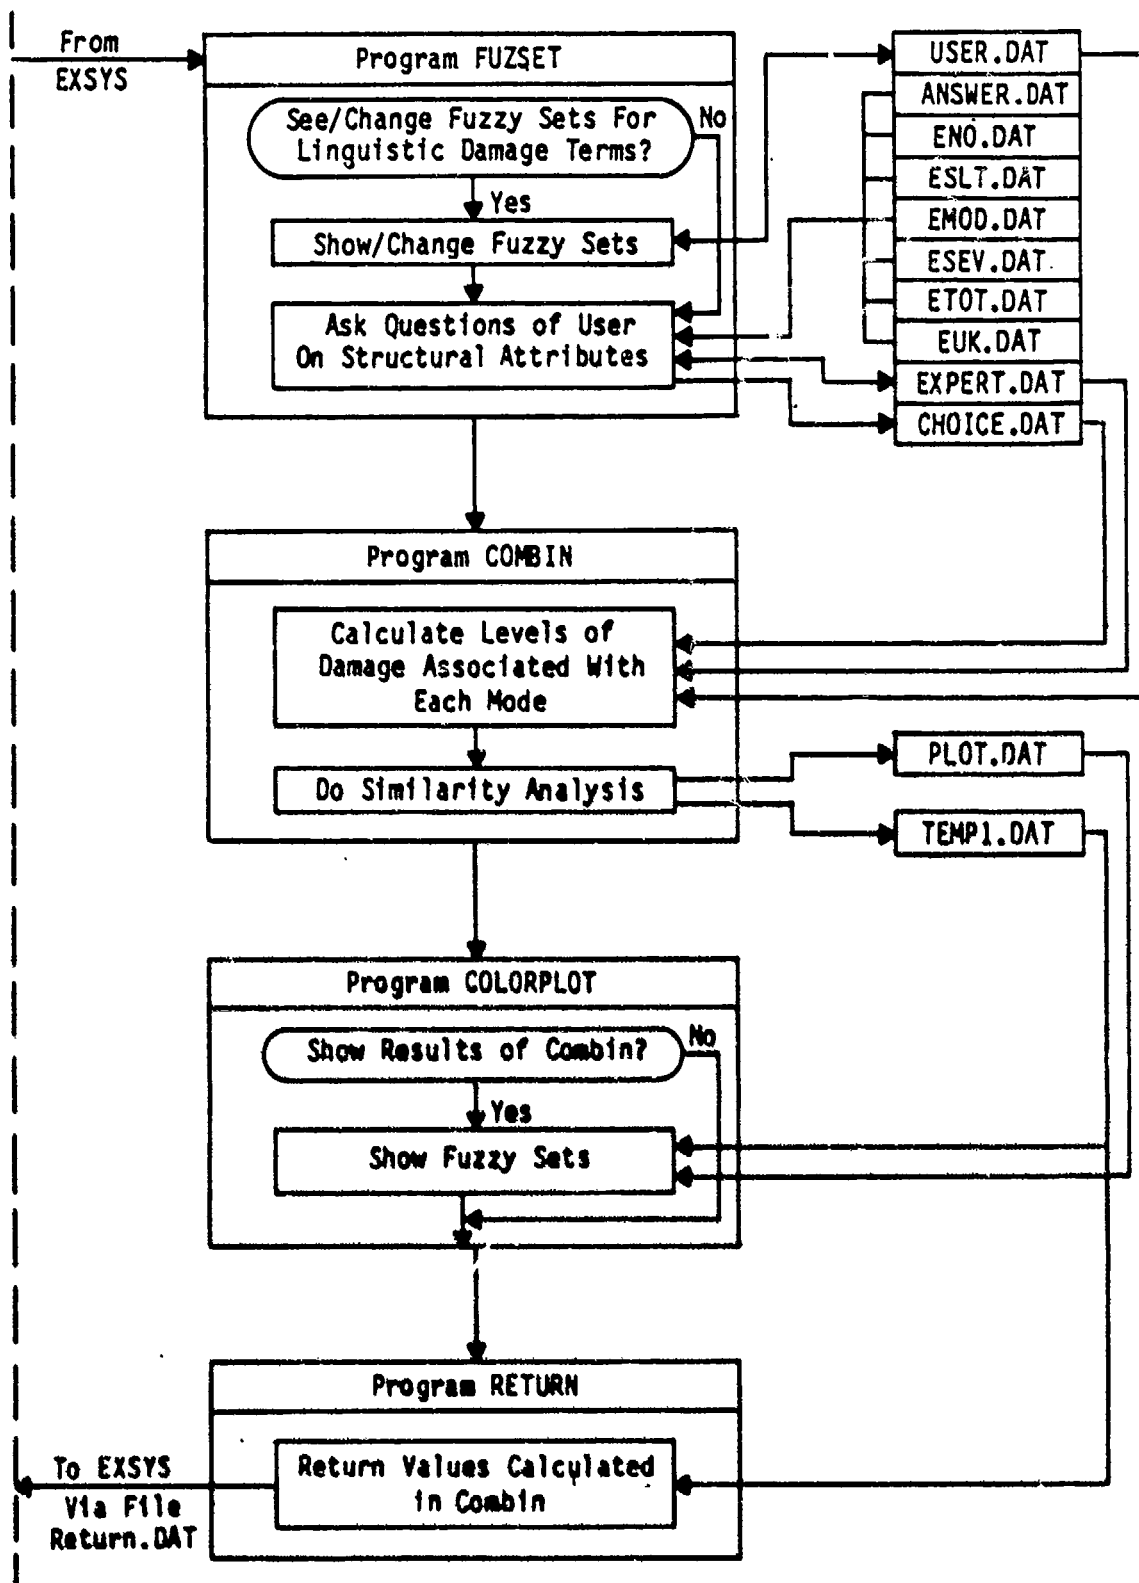 From
EXSYS
Program FUZSET
See/Change Fuzzy Sets For
Linguistic Damage Terms?
No
Yes
Show/Change Fuzzy Sets
Ask Questions of User
On Structural Attributes
USER.DAT
ANSWER.DAT
ENO.DAT
ESLT.DAT
EMOD.DAT
ESEV.DAT
ETOT.DAT
EUK.DAT
EXPERT.DAT
CHOICE.DAT
Program COMBIN
Calculate Levels of
Damage Associated With
Each Mode
Do Similarity Analysis
PLOT.DAT
TEMP1.DAT
Program COLORPLOT
Show Results of Combin?
No
Yes
Show Fuzzy Sets
Program RETURN
Return Values Calculated
in Combin
To EXSYS
Via File
Return.DAT